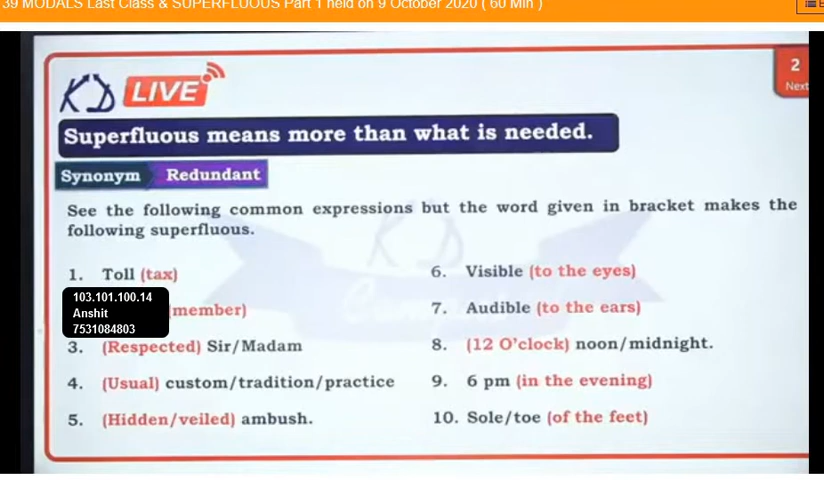 39 MODALS Last Class & SUPERFLUOUS Part 1 held on 9 October 2020 ( 60 Min )
KD LIVE
2
Next
Superfluous means more than what is needed.
Synonym Redundant
See the following common expressions but the word given in bracket makes the
following superfluous.
1. Toll (tax)
(member)
3. (Respected) Sir/Madam
4. (Usual) custom/tradition/practice
5. (Hidden/veiled) ambush.
6. Visible (to the eyes)
7. Audible (to the ears)
8. (12 O'clock) noon/midnight.
9. 6 pm (in the evening)
10. Sole/toe (of the feet)
103.101.100.14
Anshit
7531084803
KD